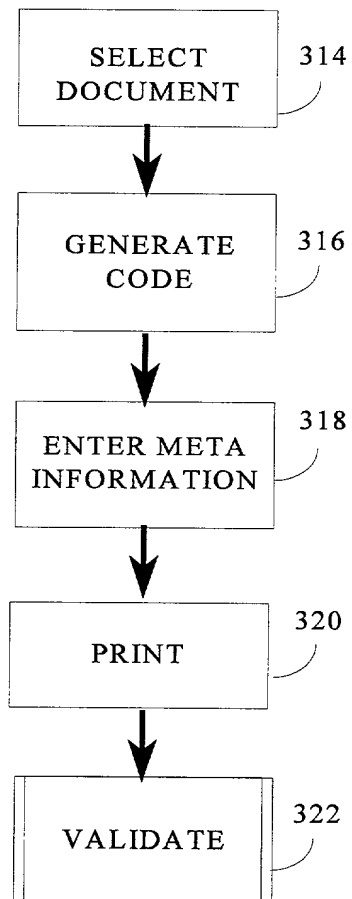 SELECT
DOCUMENT
314
GENERATE
CODE
316
ENTER META
INFORMATION
318
PRINT
320
VALIDATE
322